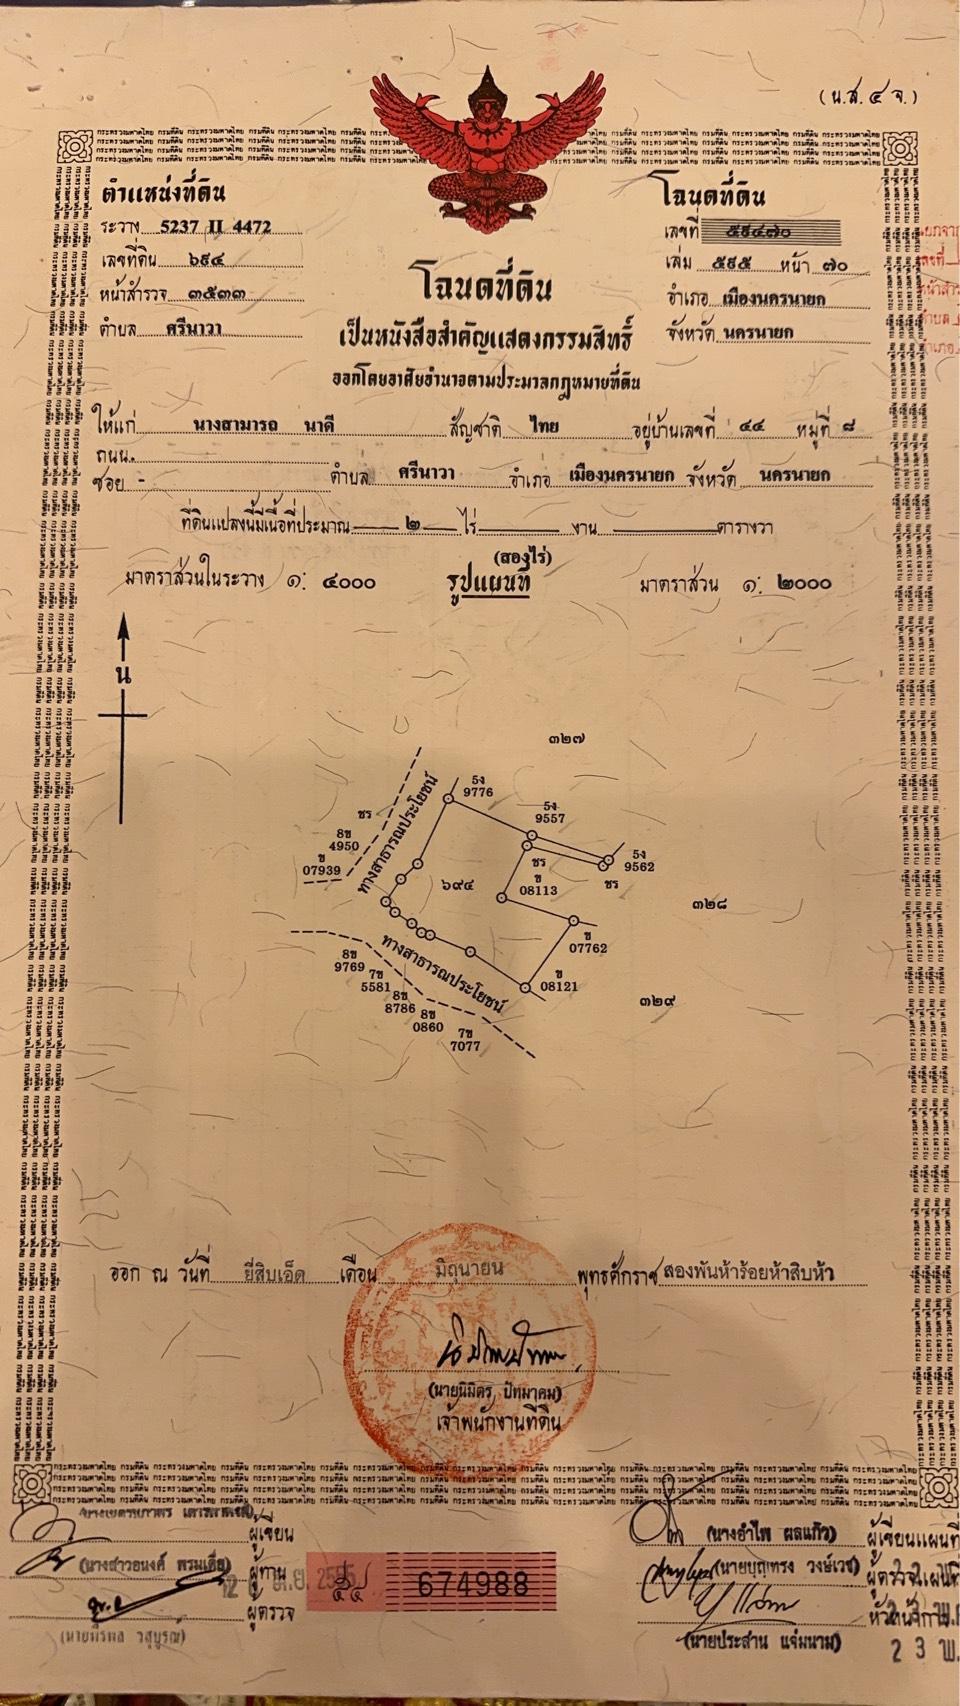 (น.ส.๔ จ.)
ตำแหน่งที่ดิน
ระวาง 5237 II 4472
เลขที่ดิน ๖๙๔
หน้าสำรวจ ๓๕๓๓
ตำบล ศรีนาวา
โฉนดที่ดิน
เลขที่ ๕๙๔๗๐
เล่ม ๕๙๕ หน้า ๗๐
อำเภอ เมืองนครนายก
จังหวัด นครนายก
โฉนดที่ดิน
เป็นหนังสือสำคัญแสดงกรรมสิทธิ์
ออกโดยอาศัยอำนาจตามประมวลกฎหมายที่ดิน
ให้แก่ นางสามารถ นาดี สัญชาติ ไทย อยู่บ้านเลขที่ ๔๔ หมู่ที่ ๘
ถนน
ซอย - ตำบล ศรีนาวา อำเภอ เมืองนครนายก จังหวัด นครนายก
ที่ดินแปลงนี้มีเนื้อที่ประมาณ ๒ ไร่ งาน ตารางวา
(สองไร่)
มาตราส่วนในระวาง ๑: ๔๐๐๐ รูปแผนที่ มาตราส่วน ๑: ๒๐๐๐
น
๓๒๗
5ง
9776
5ง
9557
5ง
9562
ชร
ทางสาธารณประโยชน์
ชร
8ข
4950
ข
07939
๖๙๔
ชร
ข
08113
๓๒๘
ข
07762
ทางสาธารณประโยชน์
ข
08121
๓๒๙
8ข
9769
7ข
5581
8ข
8786
8ข
0860
7ข
7077
ออก ณ วันที่ ยี่สิบเอ็ด เดือน มิถุนายน พุทธศักราช สองพันห้าร้อยห้าสิบห้า
(นายนิมิตร ปัทมาคม)
เจ้าพนักงานที่ดิน
ผู้เขียน
(นางสาวอนงค์ พรมเตี้ย) ผู้ทาน
ผู้ตรวจ
674988
(นางอำไพ ผลแก้ว) ผู้เขียนแผนที่
(นายบุญทรง วงษ์เวช) ผู้ตรวจแผนที่
(นายประสาน แจ่มนาม)
2 3 พ.